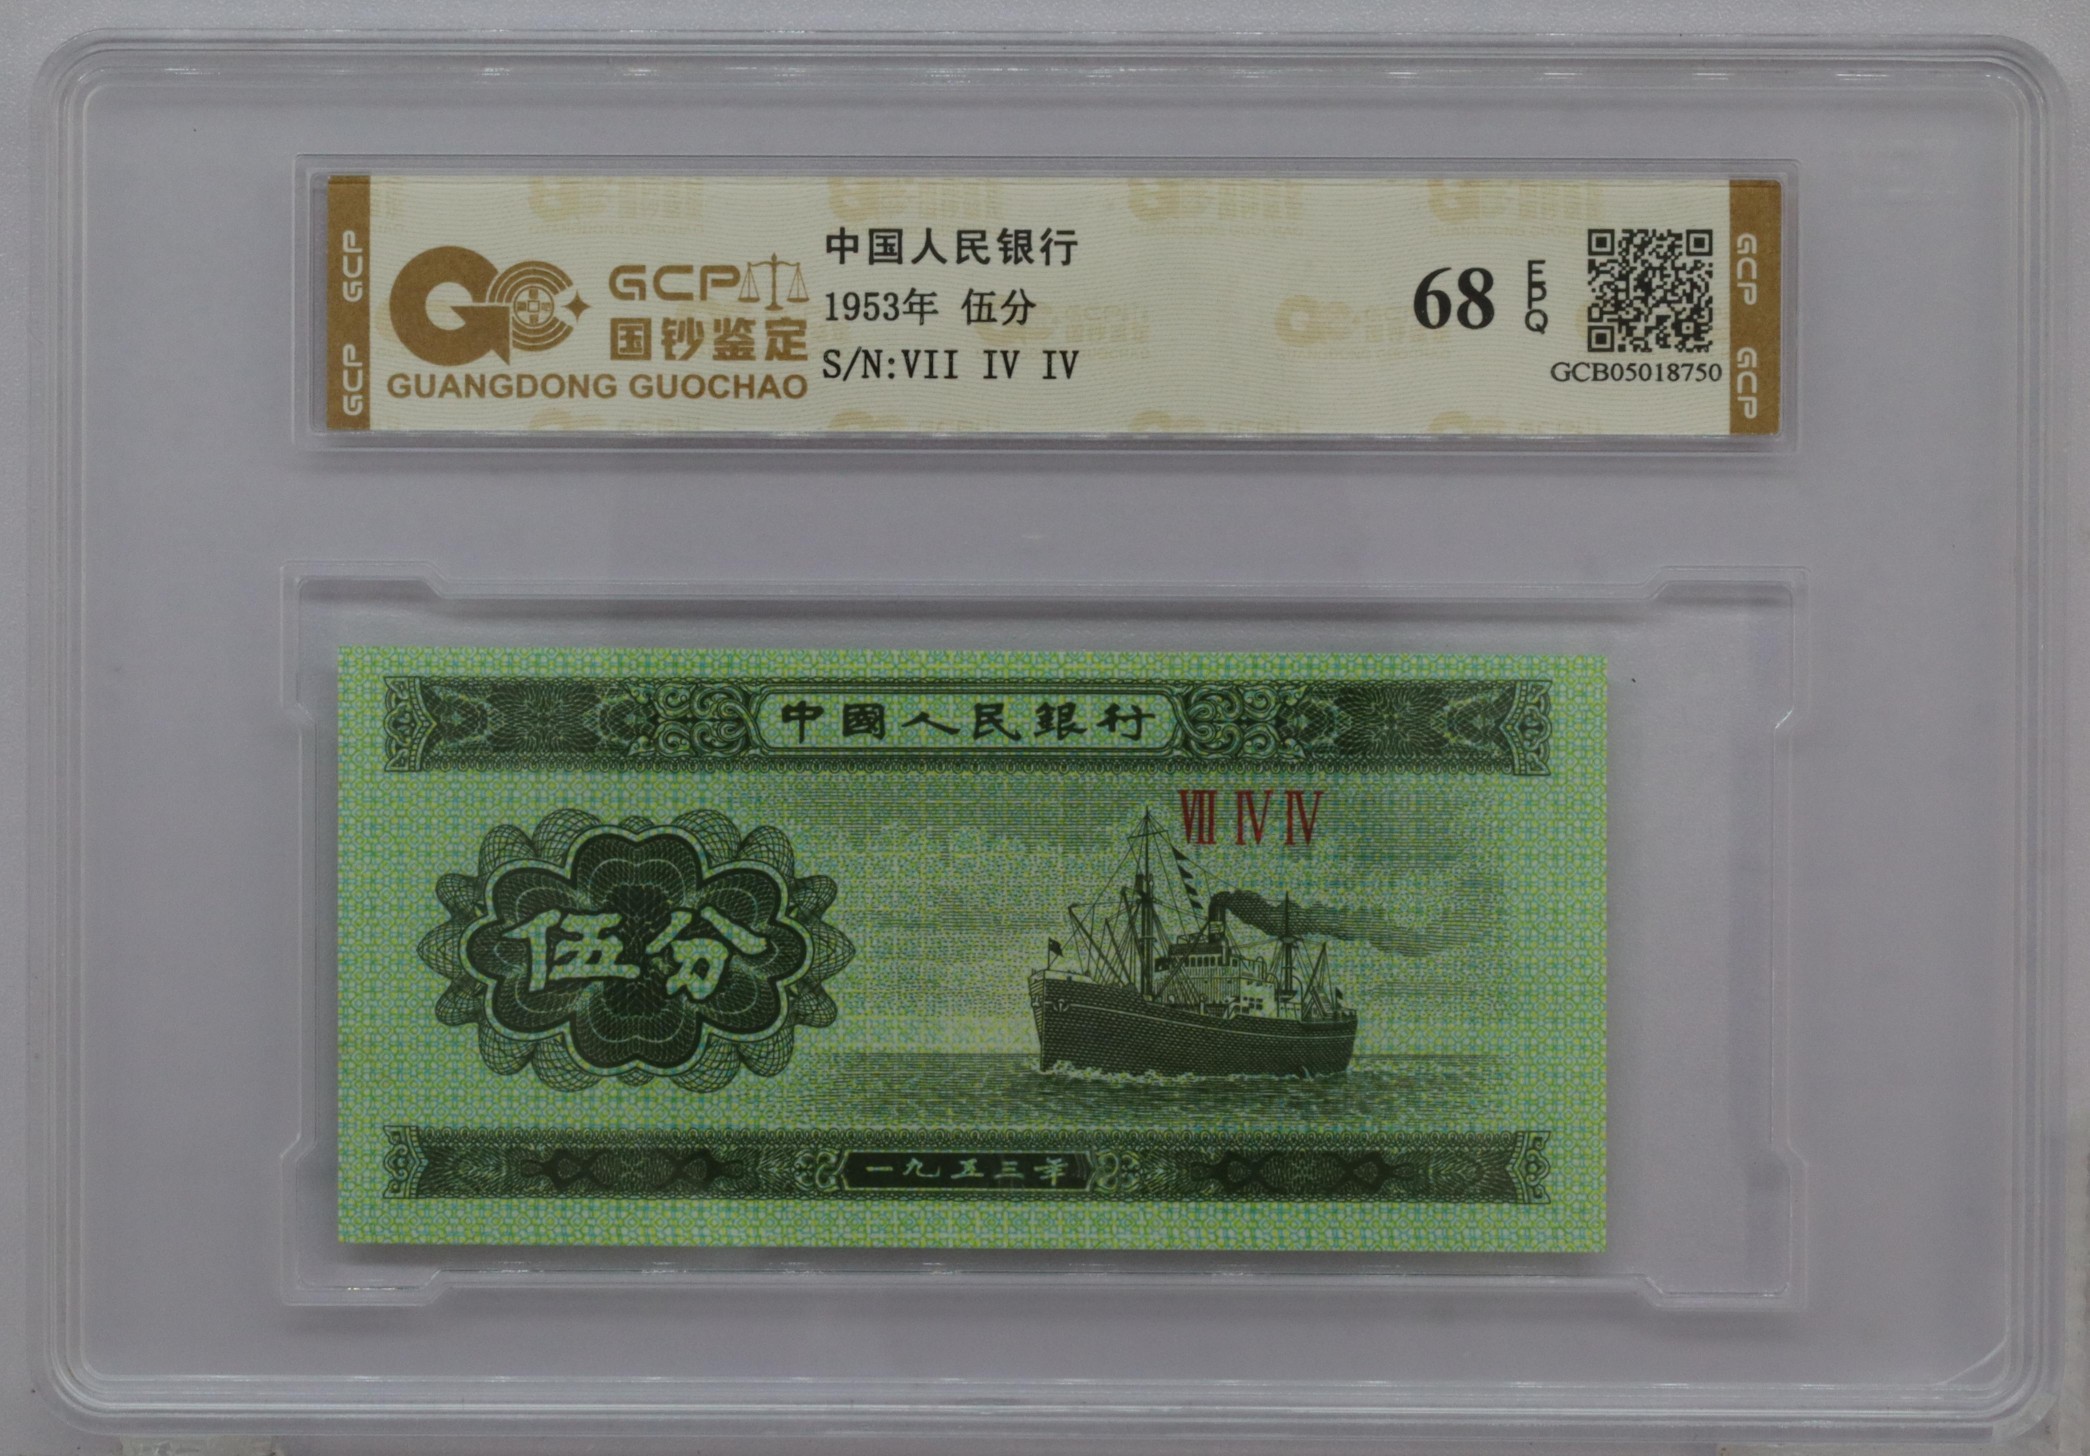 GCP
GCP
GCP
国钞鉴定
GUANGDONG GUOCHAO
中国人民银行
1953年 伍分
S/N:VII IV IV
68
EPQ
GCB05018750
GCP
GCP
中國人民銀行
VII IV IV
伍分
一九五三年